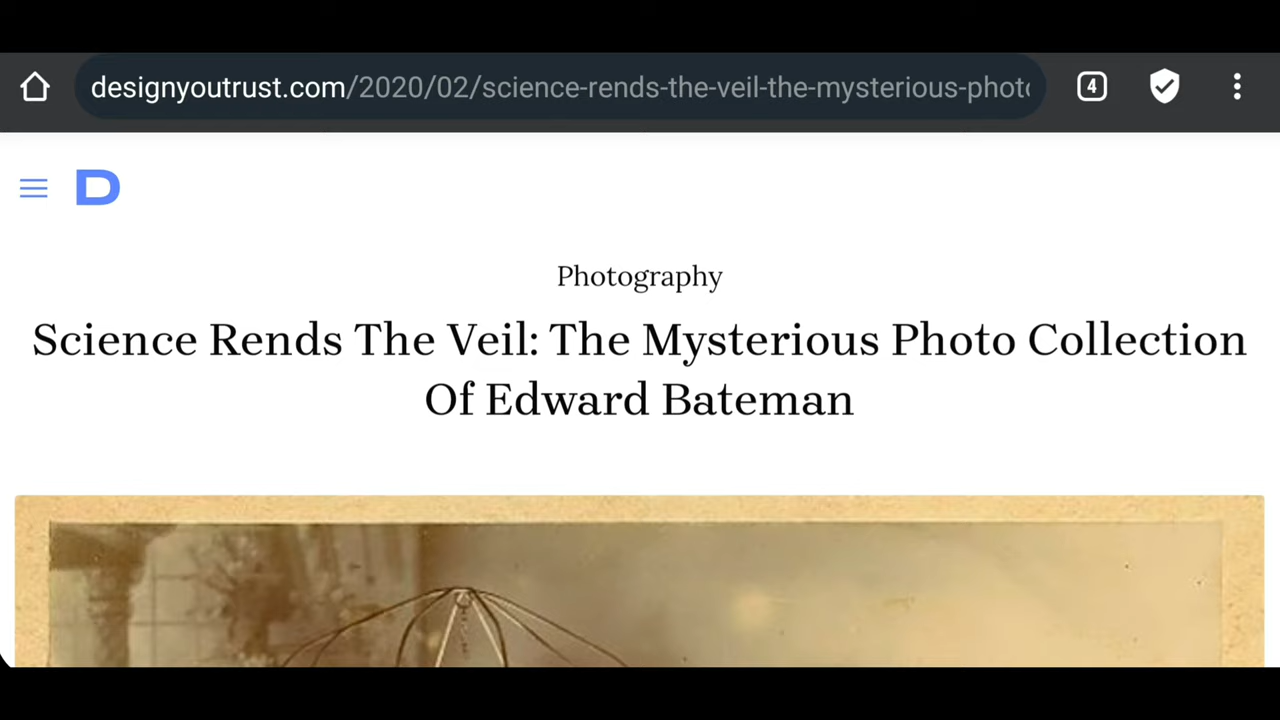 designyoutrust.com/2020/02/science-rends-the-veil-the-mysterious-photo
4
D
Photography
Science Rends The Veil: The Mysterious Photo Collection
Of Edward Bateman